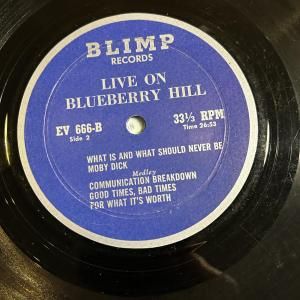 BLIMP
RECORDS
LIVE ON
BLUEBERRY HILL
EV 666-B 33⅓ RPM
Side 2 Time 26:53
WHAT IS AND WHAT SHOULD NEVER BE
MOBY DICK
Medley
COMMUNICATION BREAKDOWN
GOOD TIMES, BAD TIMES
FOR WHAT IT'S WORTH